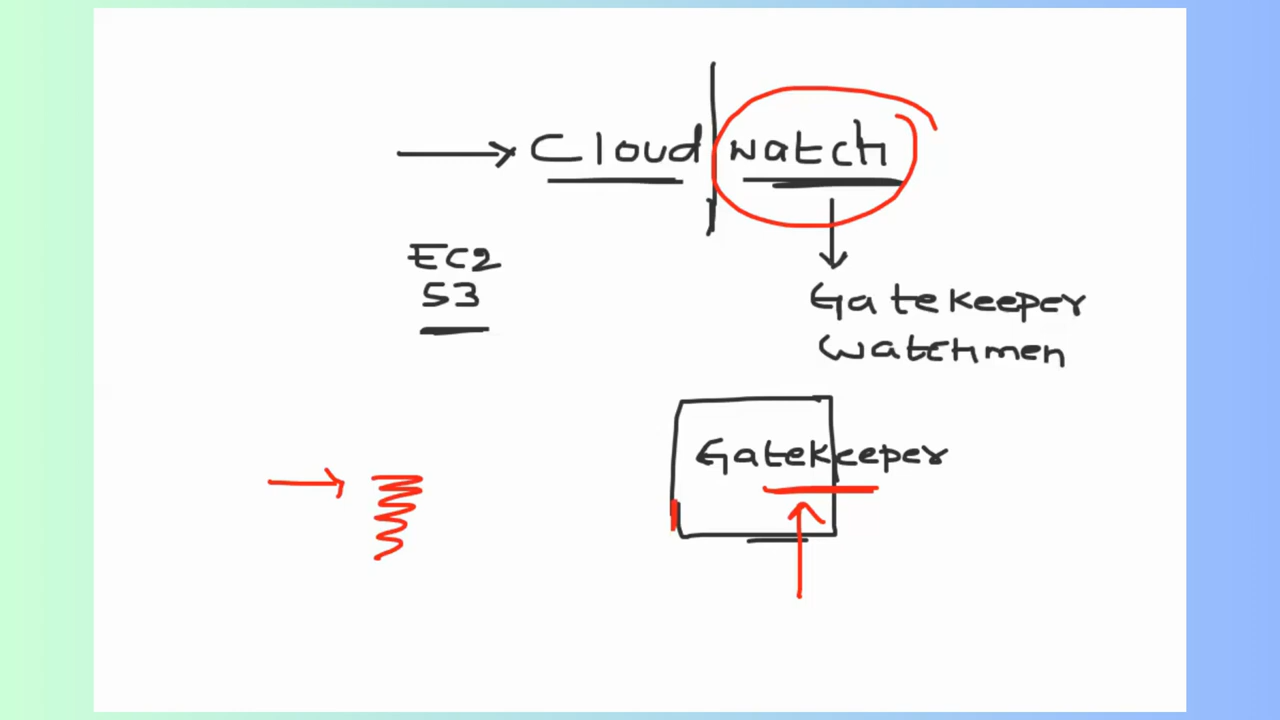 Cloud watch
EC2
S3
Gatekeeper
watchmen
Gatekeeper